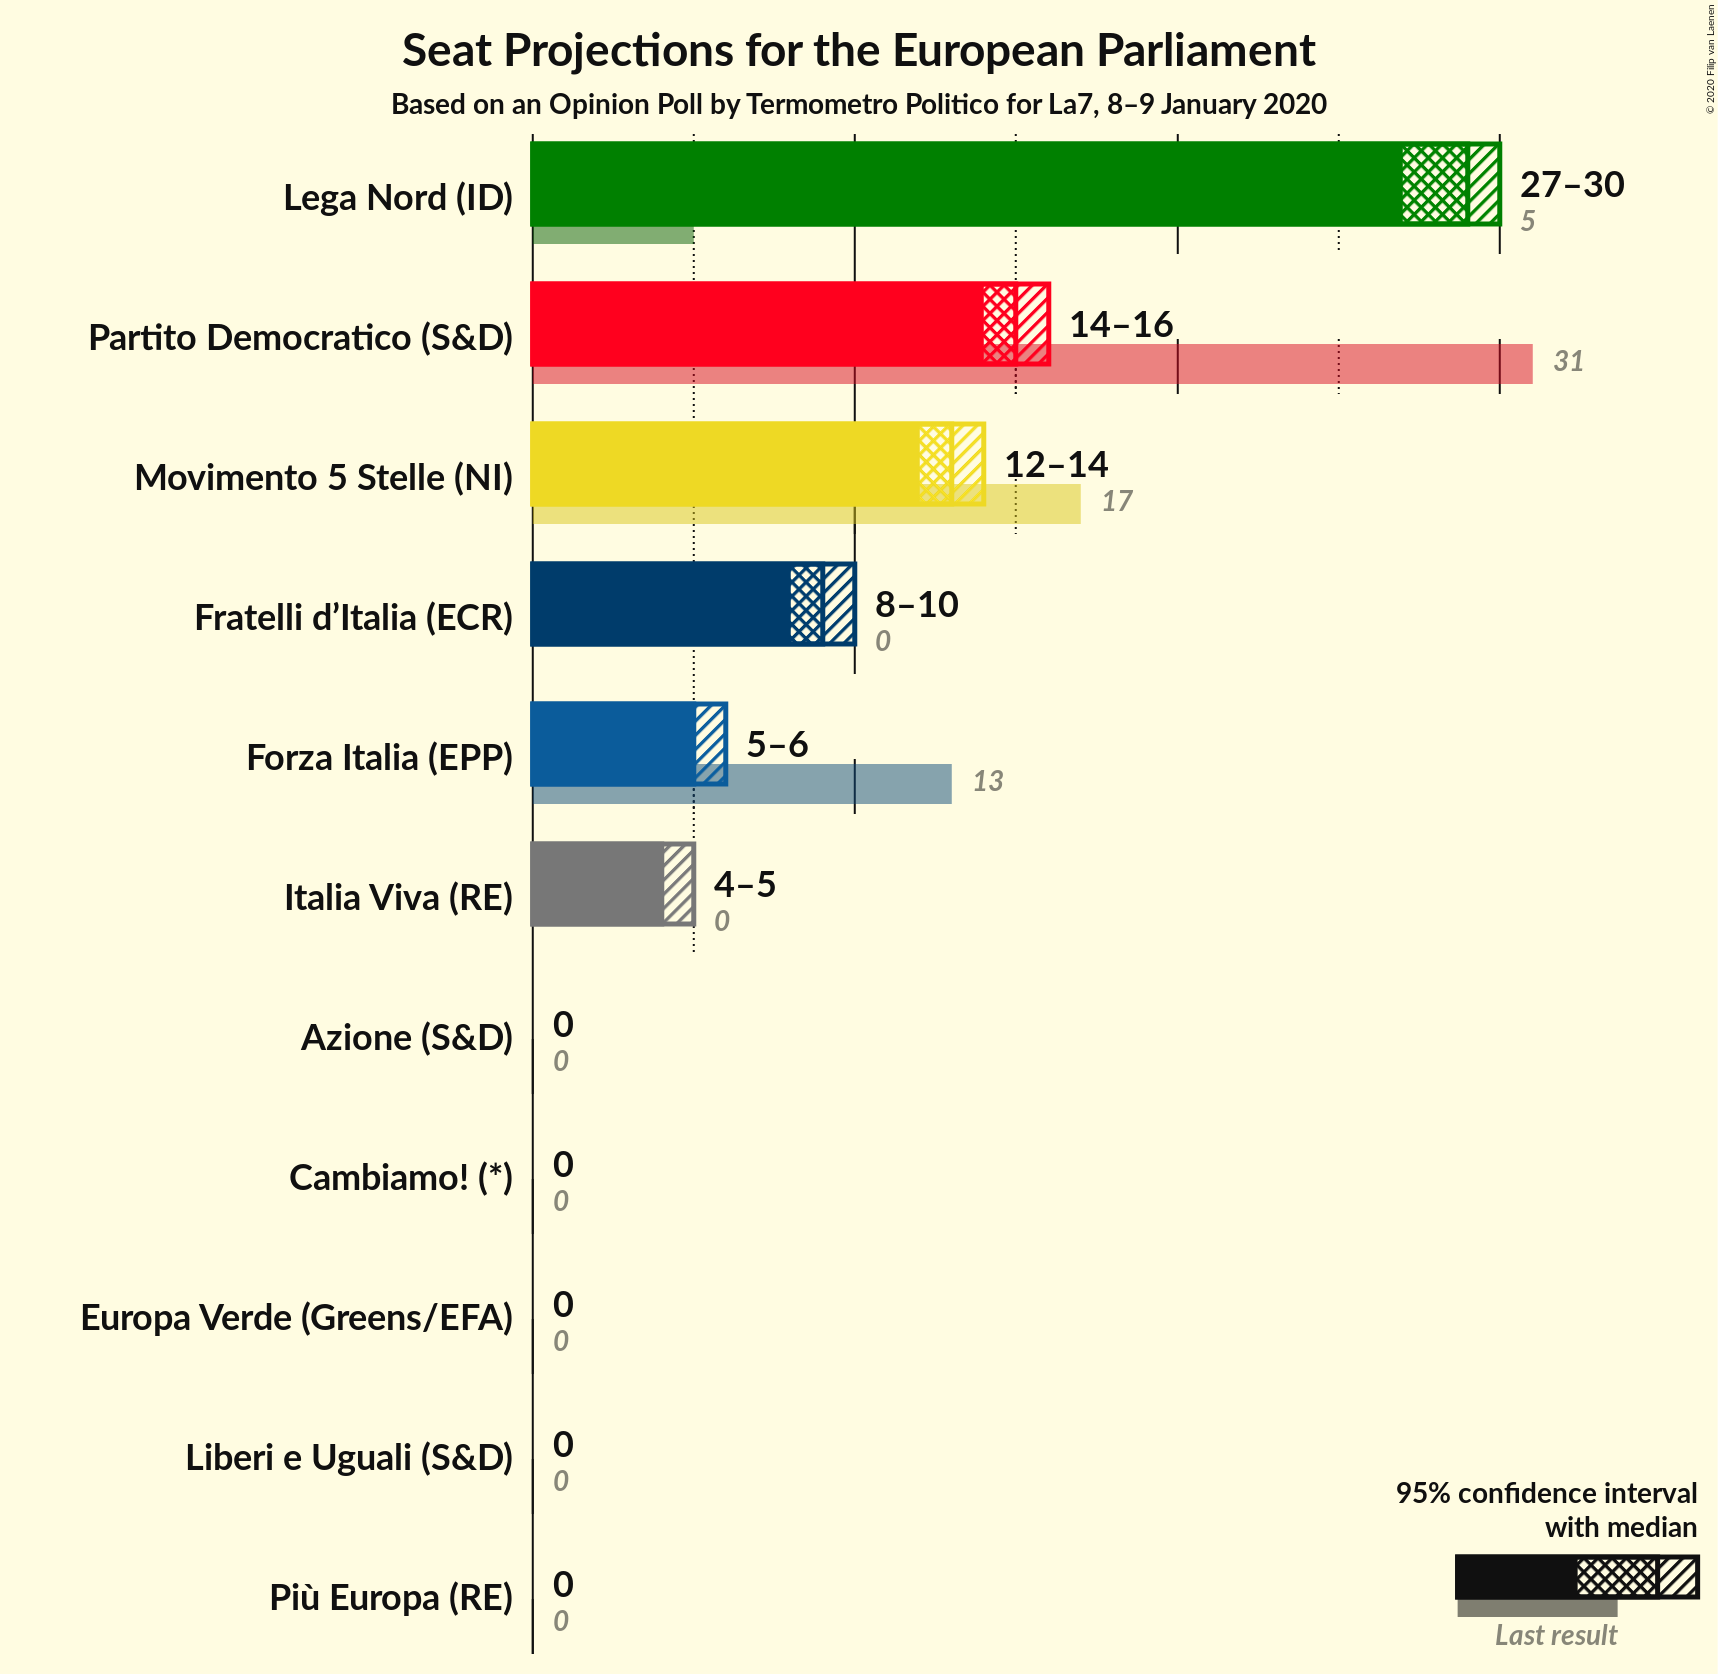 Seat Projections for the European Parliament
Based on an Opinion Poll by Termometro Politico for La7, 8–9 January 2020
© 2020 Filip van Laenen
Lega Nord (ID)
27–30
5
Partito Democratico (S&D)
14–16
31
Movimento 5 Stelle (NI)
12–14
17
Fratelli d’Italia (ECR)
8–10
0
Forza Italia (EPP)
5–6
13
Italia Viva (RE)
4–5
0
Azione (S&D)
0
0
Cambiamo! (*)
0
0
Europa Verde (Greens/EFA)
0
0
Liberi e Uguali (S&D)
0
0
Più Europa (RE)
0
0
95% confidence interval
with median
Last result